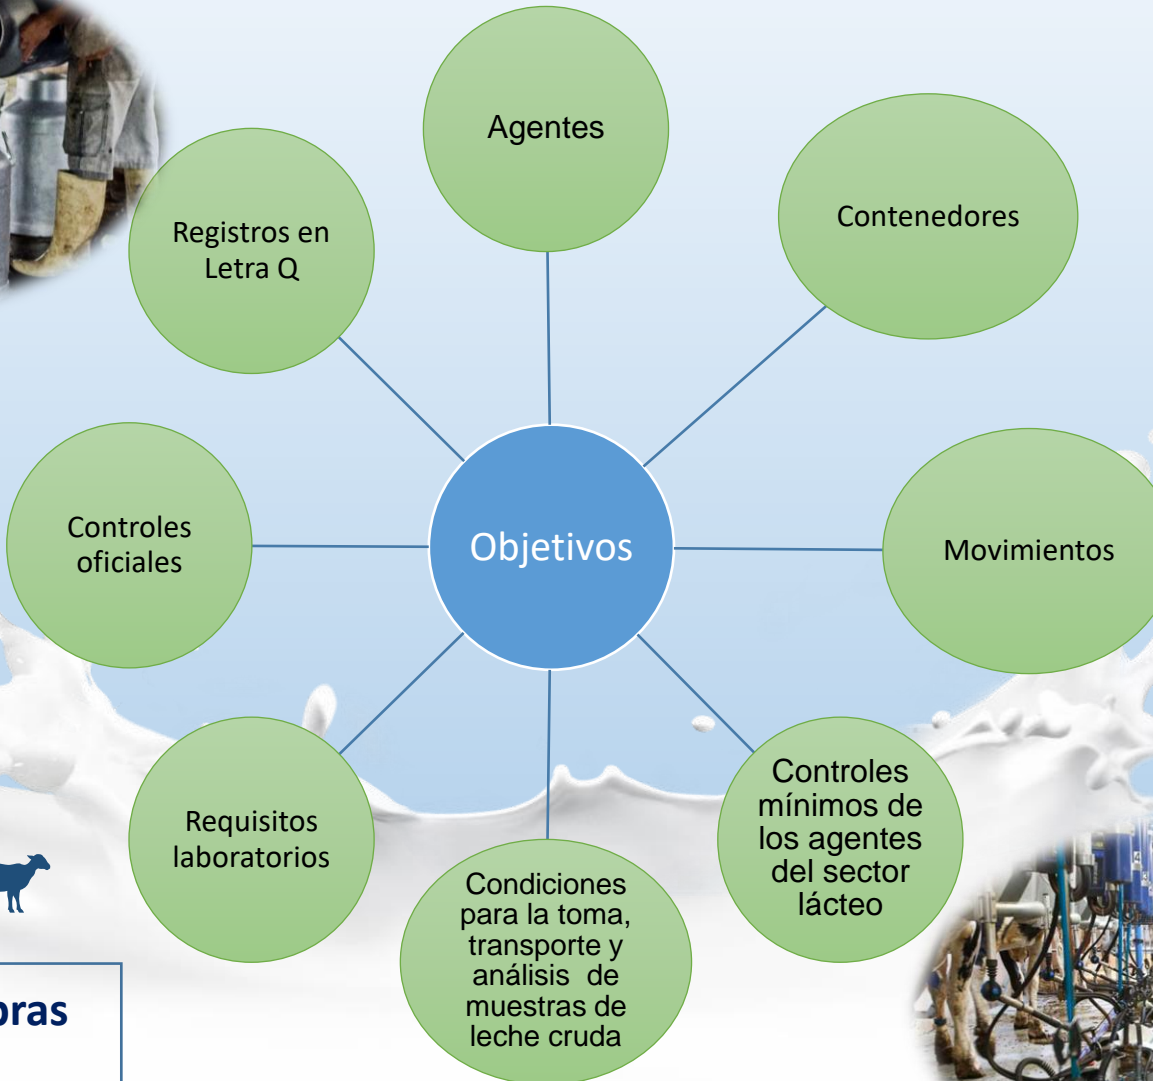 Agentes
Contenedores
Registros en
Letra Q
Controles
oficiales
Objetivos
Movimientos
Requisitos
laboratorios
Controles
mínimos de
los agentes
del sector
lácteo
Condiciones
para la toma,
transporte y
análisis de
muestras de
leche cruda